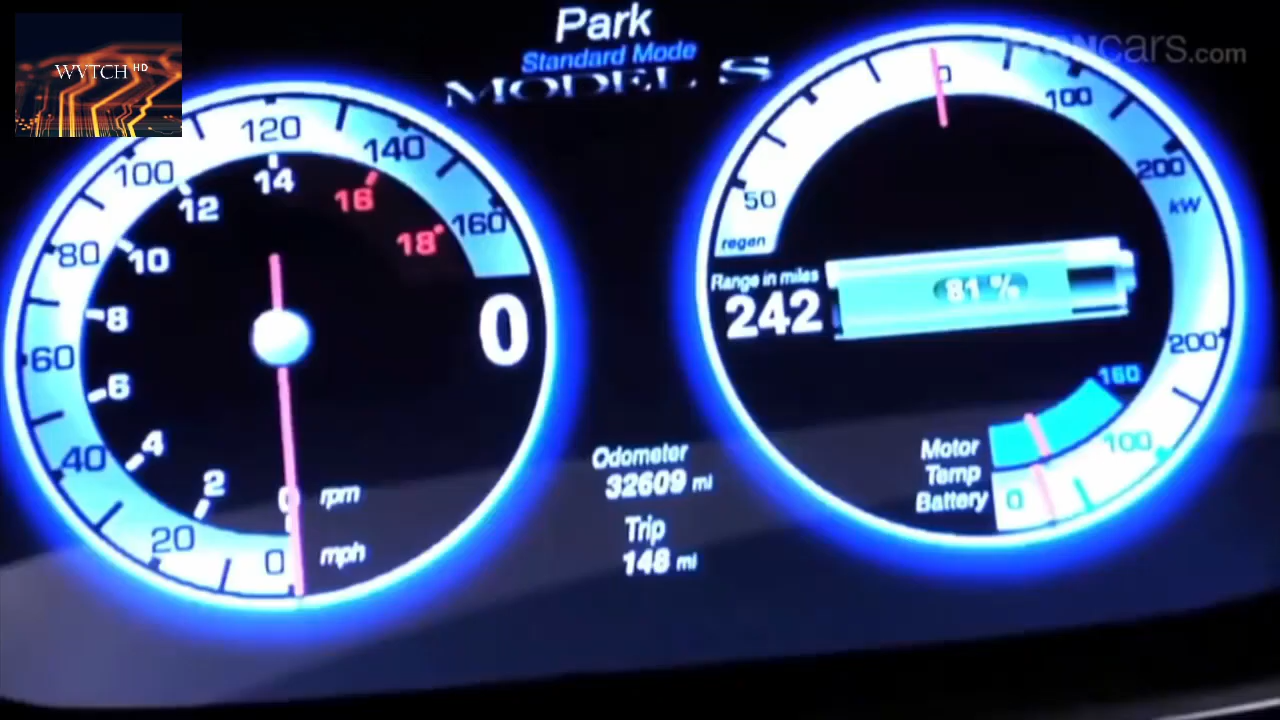 WVTCH HD
Park
Standard Mode
MODEL S
cars.com
120
100
140
14
16
12
160
18
80
10
8
0
60
6
40
4
2
0 rpm
20
0 mph
0
100
50
200
kW
regen
Range in miles
242
81 %
200
160
100
Motor
Temp
Battery
0
Odometer
32609 mi
Trip
148 mi